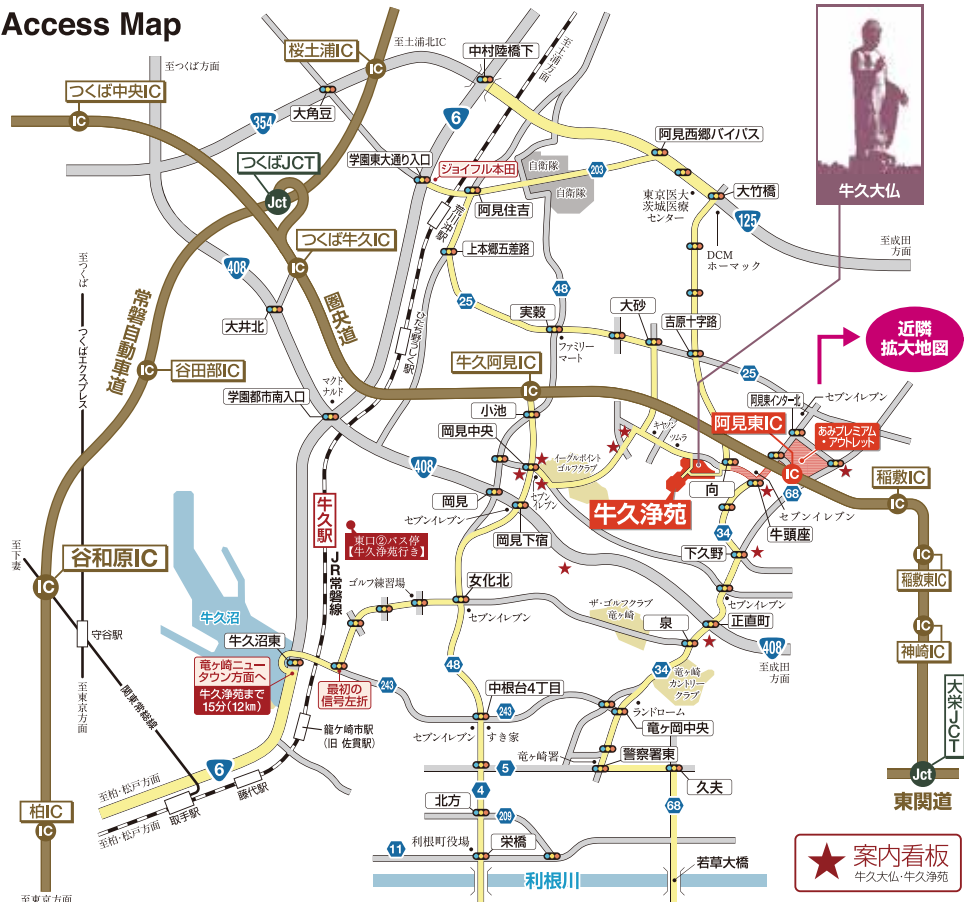 Access Map
至つくば方面
桜土浦IC
至土浦北IC
中村陸橋下
至土浦方面
つくば中央IC
IC
IC
大角豆
354
6
つくばJCT
Jct
学園東大通り入口
ジョイフル本田
自衛隊
自衛隊
203
阿見西郷バイパス
牛久大仏
荒川沖駅
阿見住吉
東京医大
茨城医療
センター
大竹橋
125
つくば牛久IC
IC
上本郷五差路
DCM
ホーマック
至成田
方面
至つくば
408
48
25
常磐自動車道
圏央道
大井北
ひたち野うしく駅
実穀
大砂
吉原十字路
ファミリー
マート
近隣
拡大地図
つくばエクスプレス
IC
谷田部IC
牛久阿見IC
IC
25
マクド
ナルド
学園都市南入口
小池
阿見東インター北
セブンイレブン
岡見中央
キヤノン
ツムラ
阿見東IC
あみプレミアム
・アウトレット
イーグルポイント
ゴルフクラブ
408
セブン
イレブン
IC
稲敷IC
IC
岡見
向
68
牛久浄苑
セブンイレブン
牛久駅
セブンイレブン
岡見下宿
34
牛頭座
東口②バス停
【牛久浄苑行き】
至下妻
谷和原IC
IC
下久野
IC
稲敷東IC
JR常磐線
ゴルフ練習場
女化北
セブンイレブン
牛久沼
セブンイレブン
ザ・ゴルフクラブ
竜ヶ崎
正直町
泉
守谷駅
牛久沼東
408
IC
神崎IC
至成田
方面
竜ヶ崎ニュー
タウン方面へ
牛久浄苑まで
15分(12㎞)
最初の
信号左折
48
34
竜ヶ崎
カントリー
クラブ
至東京方面
関東常総線
243
中根台4丁目
243
ランドローム
大栄JCT
龍ケ崎市駅
(旧 佐貫駅)
セブンイレブン
すき家
竜ヶ岡中央
竜ヶ崎署
警察署東
6
5
久夫
Jct
東関道
至柏・松戸方面
藤代駅
4
68
柏IC
IC
取手駅
北方
至柏・松戸方面
209
利根町役場
栄橋
11
若草大橋
案内看板
牛久大仏・牛久浄苑
利根川
至東京方面